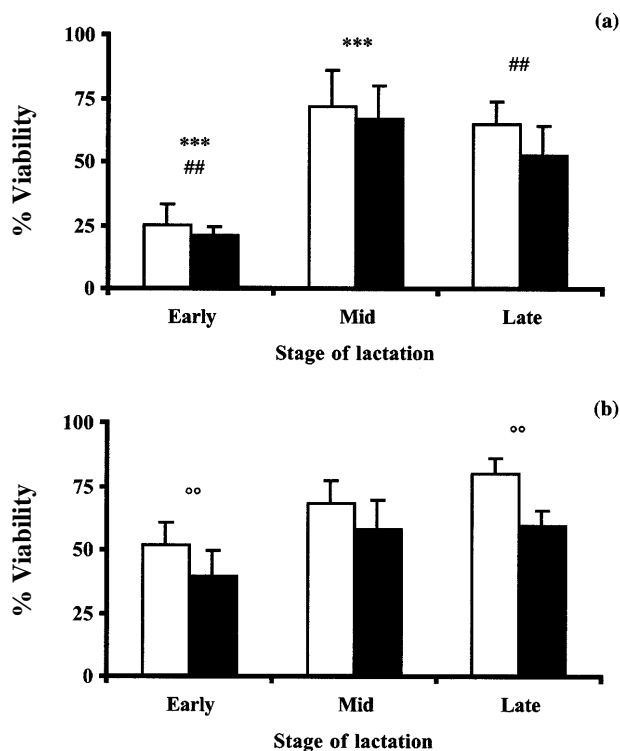 (a)
100
75
50
25
0
% Viability
***
##
***
##
Early Mid Late
Stage of lactation
(b)
100
75
50
25
0
% Viability
°°
°°
Early Mid Late
Stage of lactation